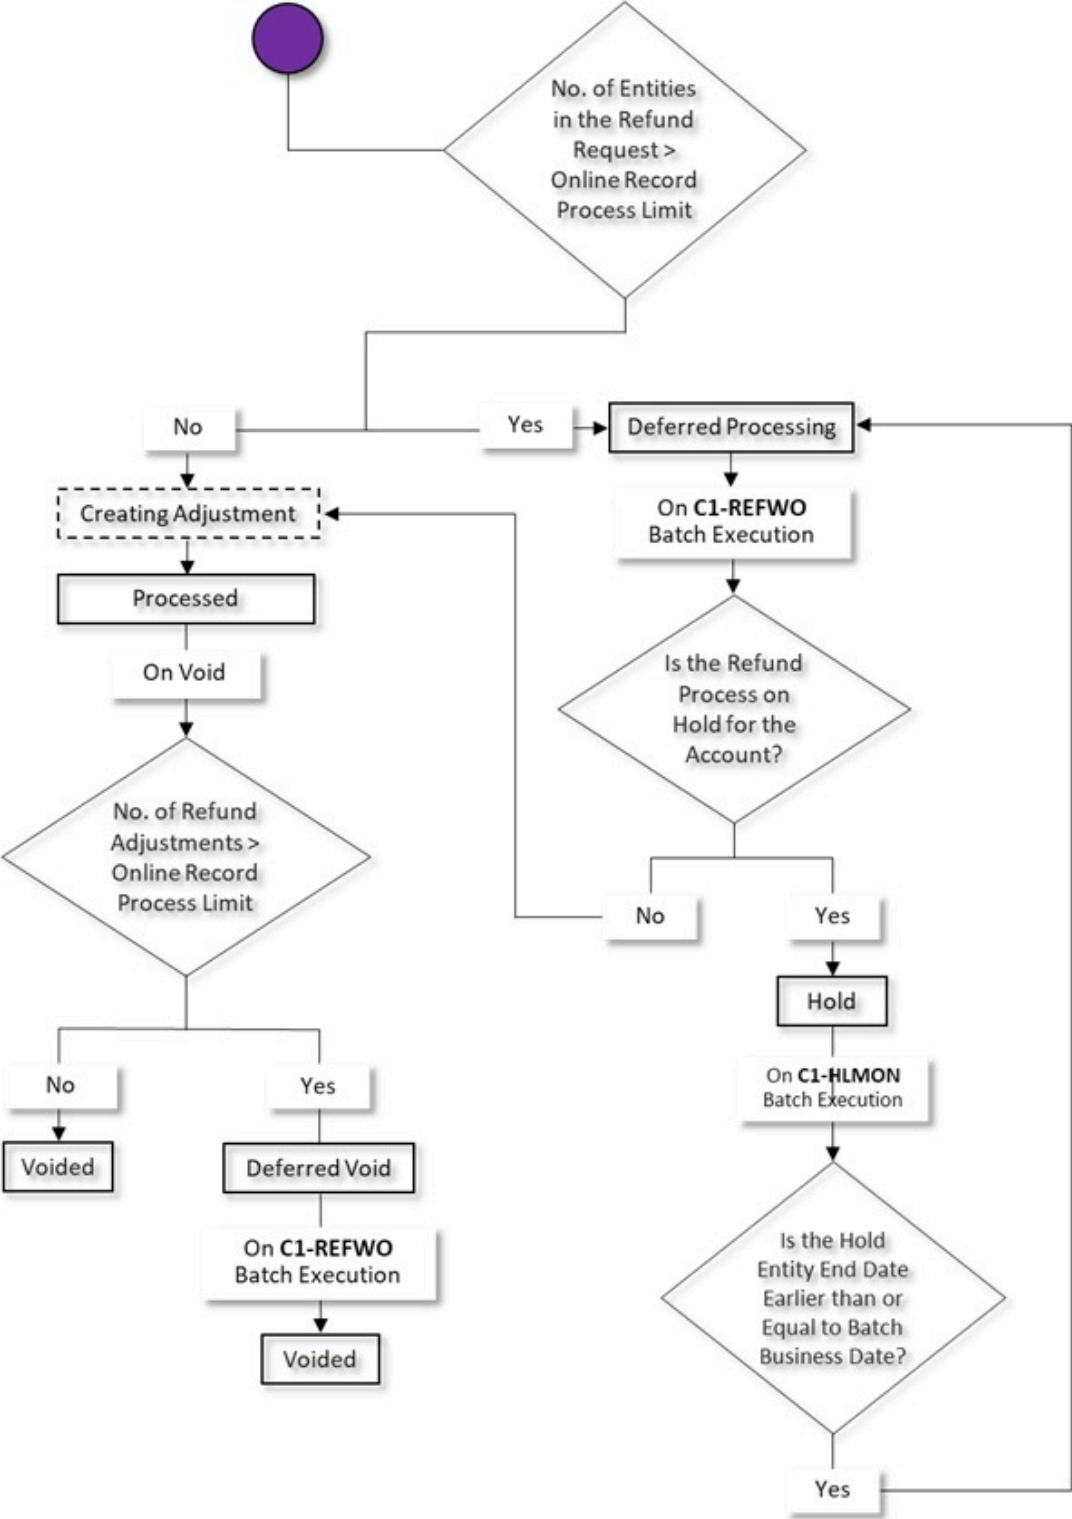 No. of Entities
in the Refund
Request >
Online Record
Process Limit
No
Yes
Deferred Processing
Creating Adjustment
On C1-REFWO
Batch Execution
Processed
On Void
Is the Refund
Process on
Hold for the
Account?
No. of Refund
Adjustments >
Online Record
Process Limit
No
Yes
Hold
No
Yes
On C1-HLMON
Batch Execution
Voided
Deferred Void
On C1-REFWO
Batch Execution
Is the Hold
Entity End Date
Earlier than or
Equal to Batch
Business Date?
Voided
Yes